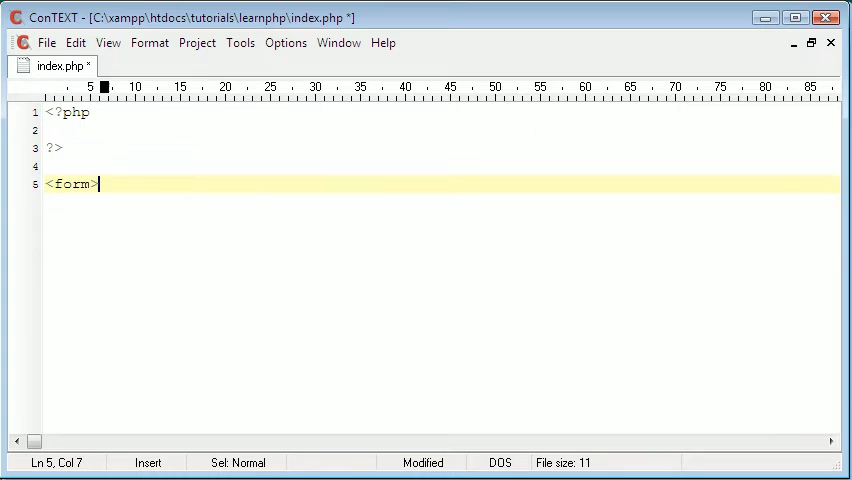 ConTEXT - [C:\xampp\htdocs\tutorials\learnphp\index.php *]
File Edit View Format Project Tools Options Window Help
index.php *
5 10 15 20 25 30 35 40 45 50 55 60 65 70 75 80 85
1 <?php
2
3 ?>
4
5 <form>
Ln 5, Col 7 Insert Sel: Normal Modified DOS File size: 11